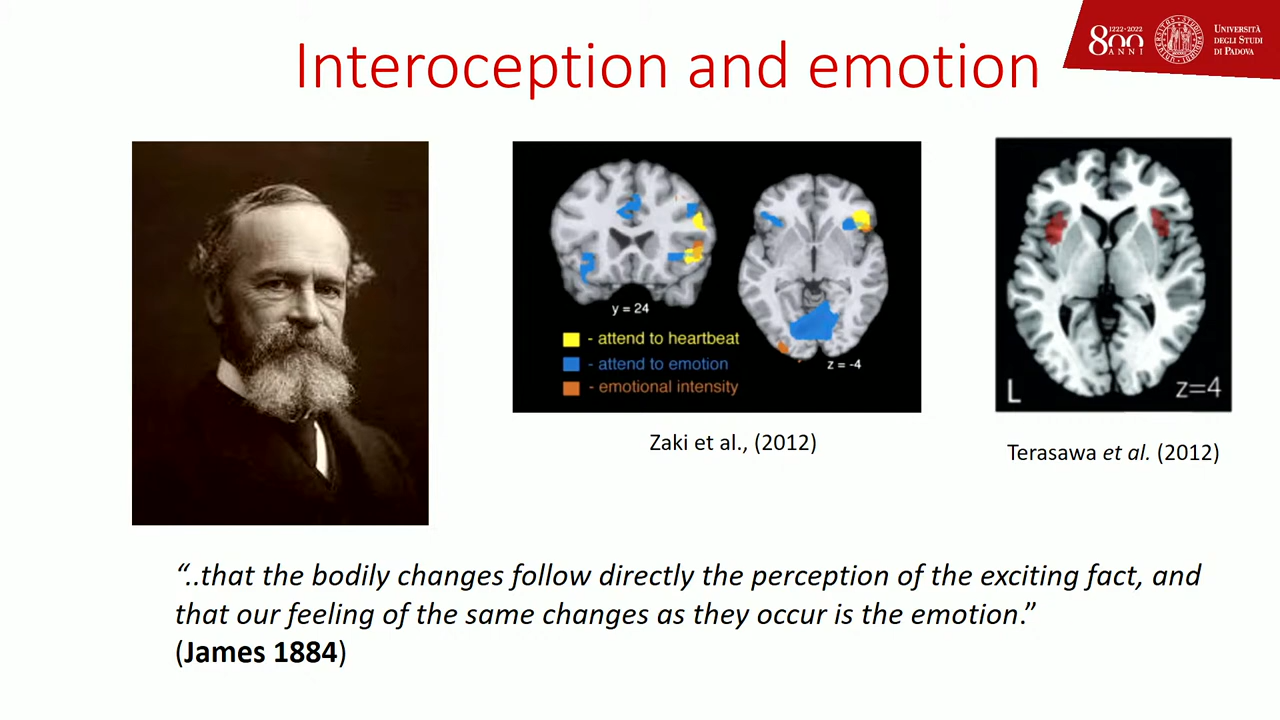 Interoception and emotion
1222·2022
800
ANNI
UNIVERSITÀ
DEGLI STUDI
DI PADOVA
y = 24
- attend to heartbeat
- attend to emotion
- emotional intensity
z = -4
L
z=4
Zaki et al., (2012)
Terasawa et al. (2012)
“..that the bodily changes follow directly the perception of the exciting fact, and
that our feeling of the same changes as they occur is the emotion.”
(James 1884)